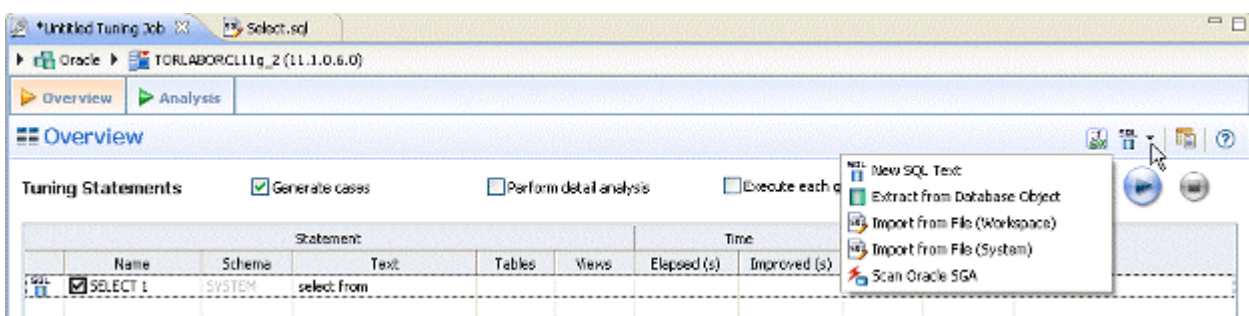 *Untitled Tuning Job Select.sql
Oracle TORLABORCL11g_2 (11.1.0.6.0)
Overview Analysis
Overview
Tuning Statements Generate cases Perform detail analysis Execute each
New SQL Text
Extract from Database Object
Import from File (Workspace)
Import from File (System)
Scan Oracle SGA
Statement Time
Name Schema Text Tables Views Elapsed (s) Improved (s)
SELECT 1 SYSTEM select from